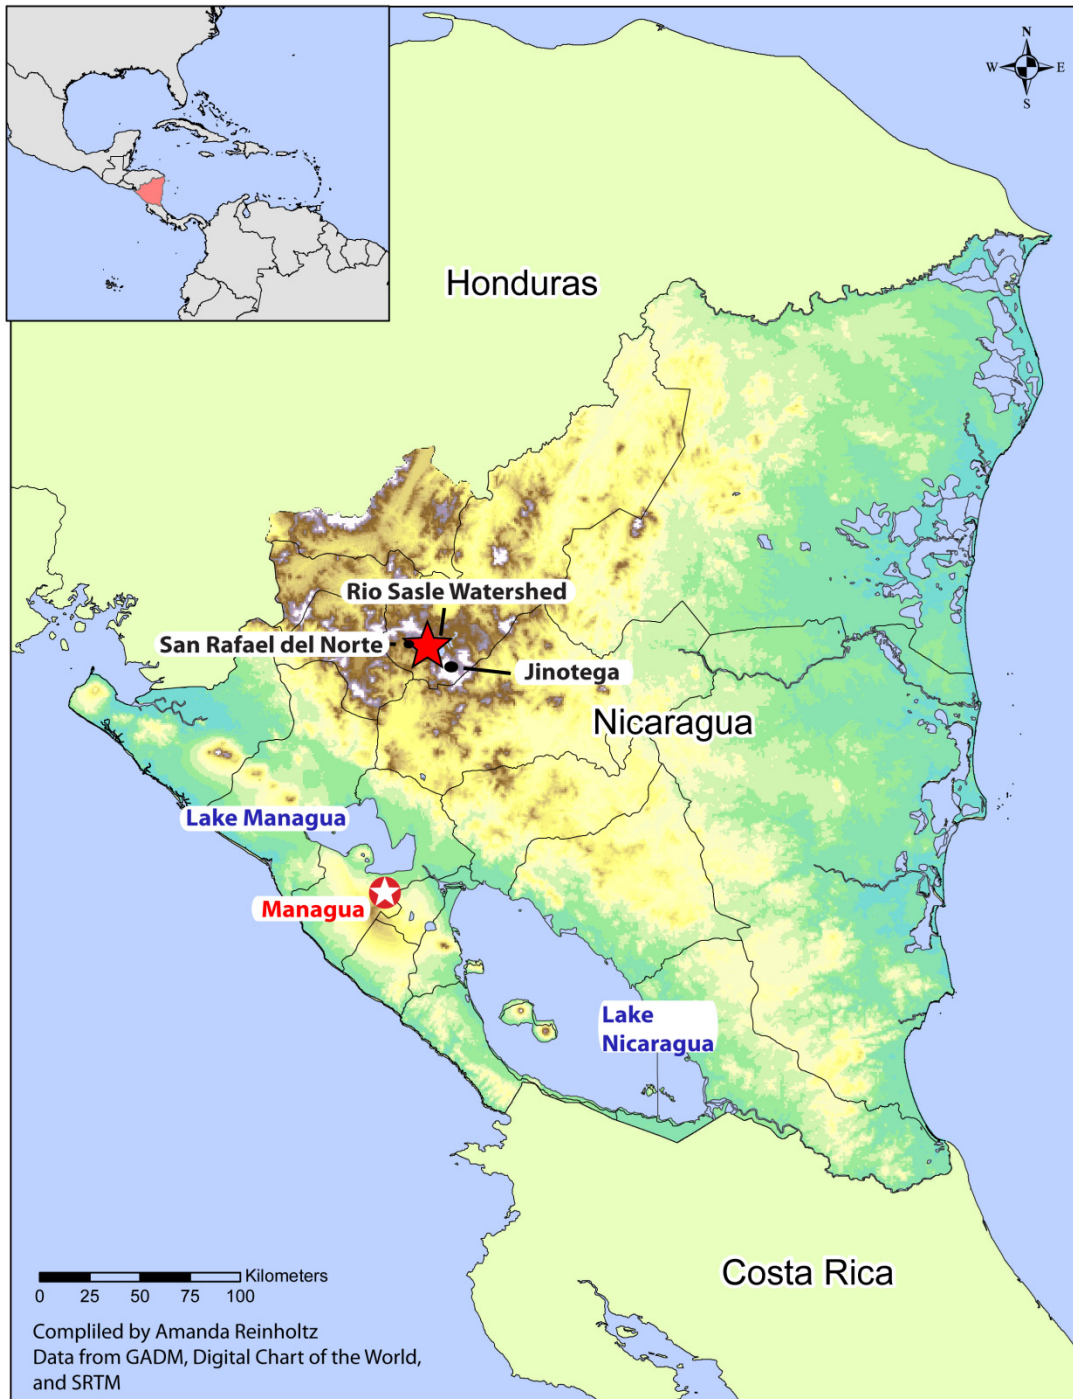 N
W E
S
Honduras
Rio Sasle Watershed
San Rafael del Norte
Jinotega
Nicaragua
Lake Managua
Managua
Lake
Nicaragua
Costa Rica
Kilometers
0 25 50 75 100
Compliled by Amanda Reinholtz
Data from GADM, Digital Chart of the World,
and SRTM